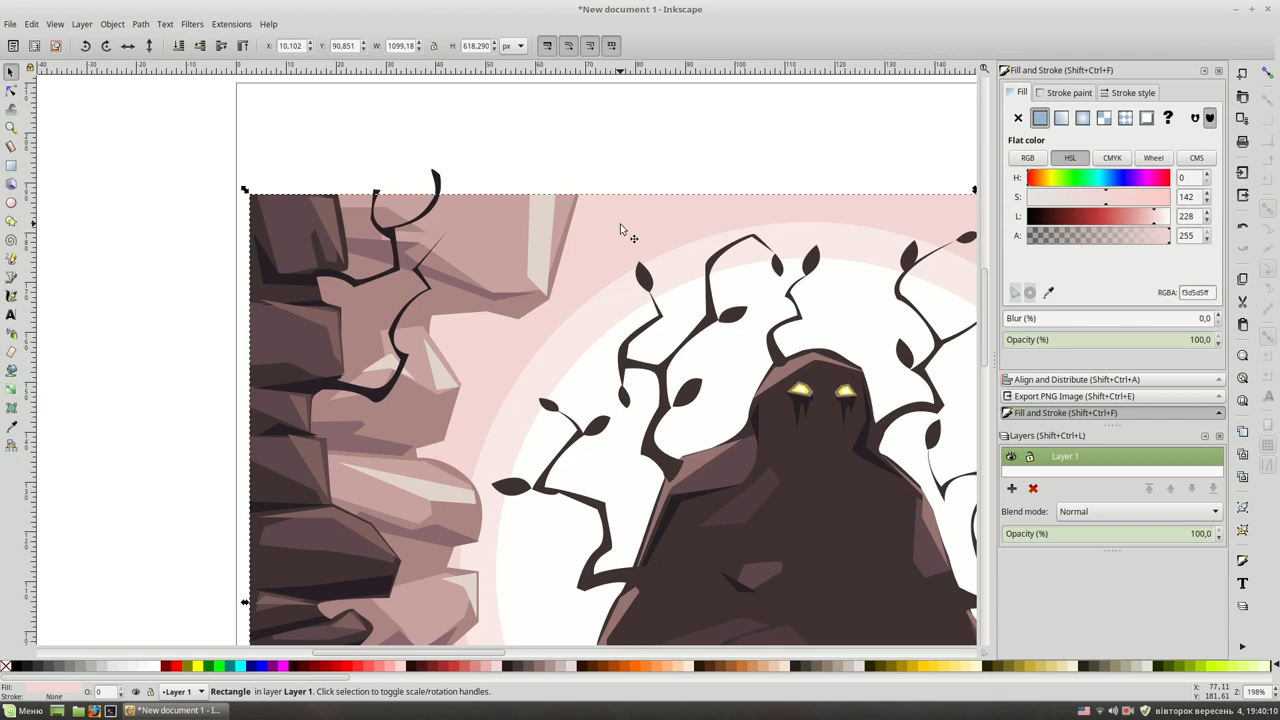 *New document 1 - Inkscape
File Edit View Layer Object Path Text Filters Extensions Help
X: 10,102 Y: 90,851 W: 1099,18 H: 618,290 px
Fill and Stroke (Shift+Ctrl+F)
Fill Stroke paint Stroke style
?
Flat color
RGB HSL CMYK Wheel CMS
H: 0
S: 142
L: 228
A: 255
RGBA: f3d5d5ff
Blur (%) 0,0
Opacity (%) 100,0
Align and Distribute (Shift+Ctrl+A)
Export PNG Image (Shift+Ctrl+E)
Fill and Stroke (Shift+Ctrl+F)
Layers (Shift+Ctrl+L)
Layer 1
Blend mode: Normal
Opacity (%) 100,0
Fill:
Stroke: None
O: 0
Layer 1
Rectangle in layer Layer 1. Click selection to toggle scale/rotation handles.
X: 77,11
Y: 181,61
Z: 198%
Меню
*New document 1 - I...
вівторок вересень 4, 19:40:10